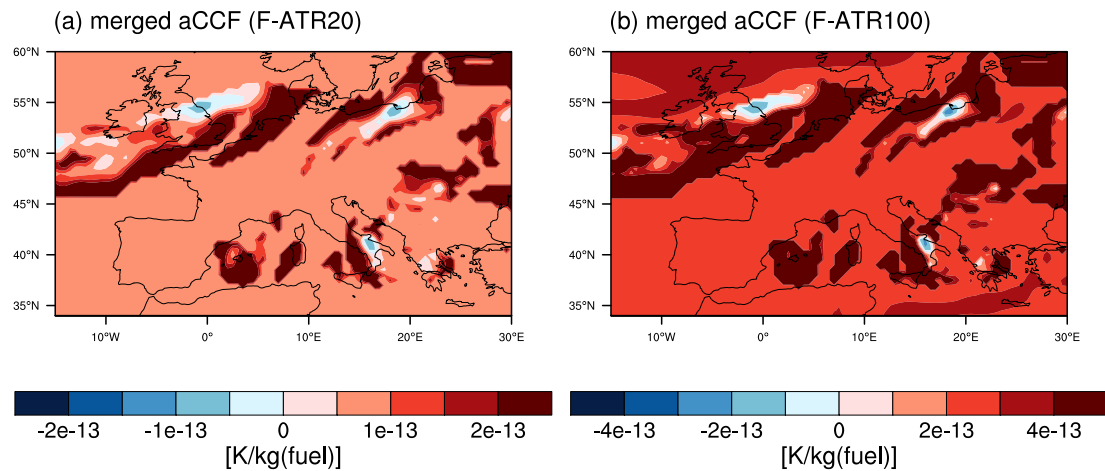 (a) merged aCCF (F-ATR20)
(b) merged aCCF (F-ATR100)
60°N
55°N
50°N
45°N
40°N
35°N
10°W 0° 10°E 20°E 30°E
60°N
55°N
50°N
45°N
40°N
35°N
10°W 0° 10°E 20°E 30°E
-2e-13 -1e-13 0 1e-13 2e-13
[K/kg(fuel)]
-4e-13 -2e-13 0 2e-13 4e-13
[K/kg(fuel)]